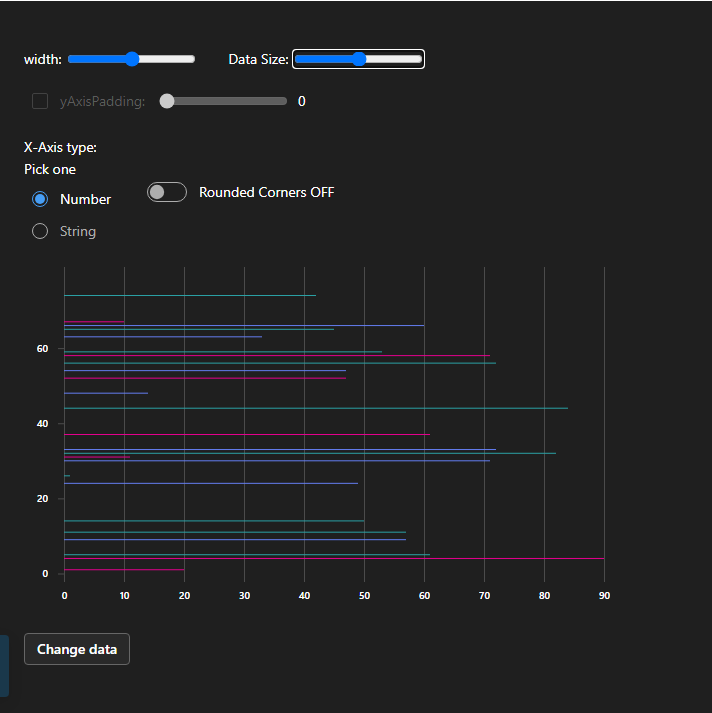 width: Data Size:
yAxisPadding: 0
X-Axis type:
Pick one
Number
Rounded Corners OFF
String
60
40
20
0
0 10 20 30 40 50 60 70 80 90
Change data